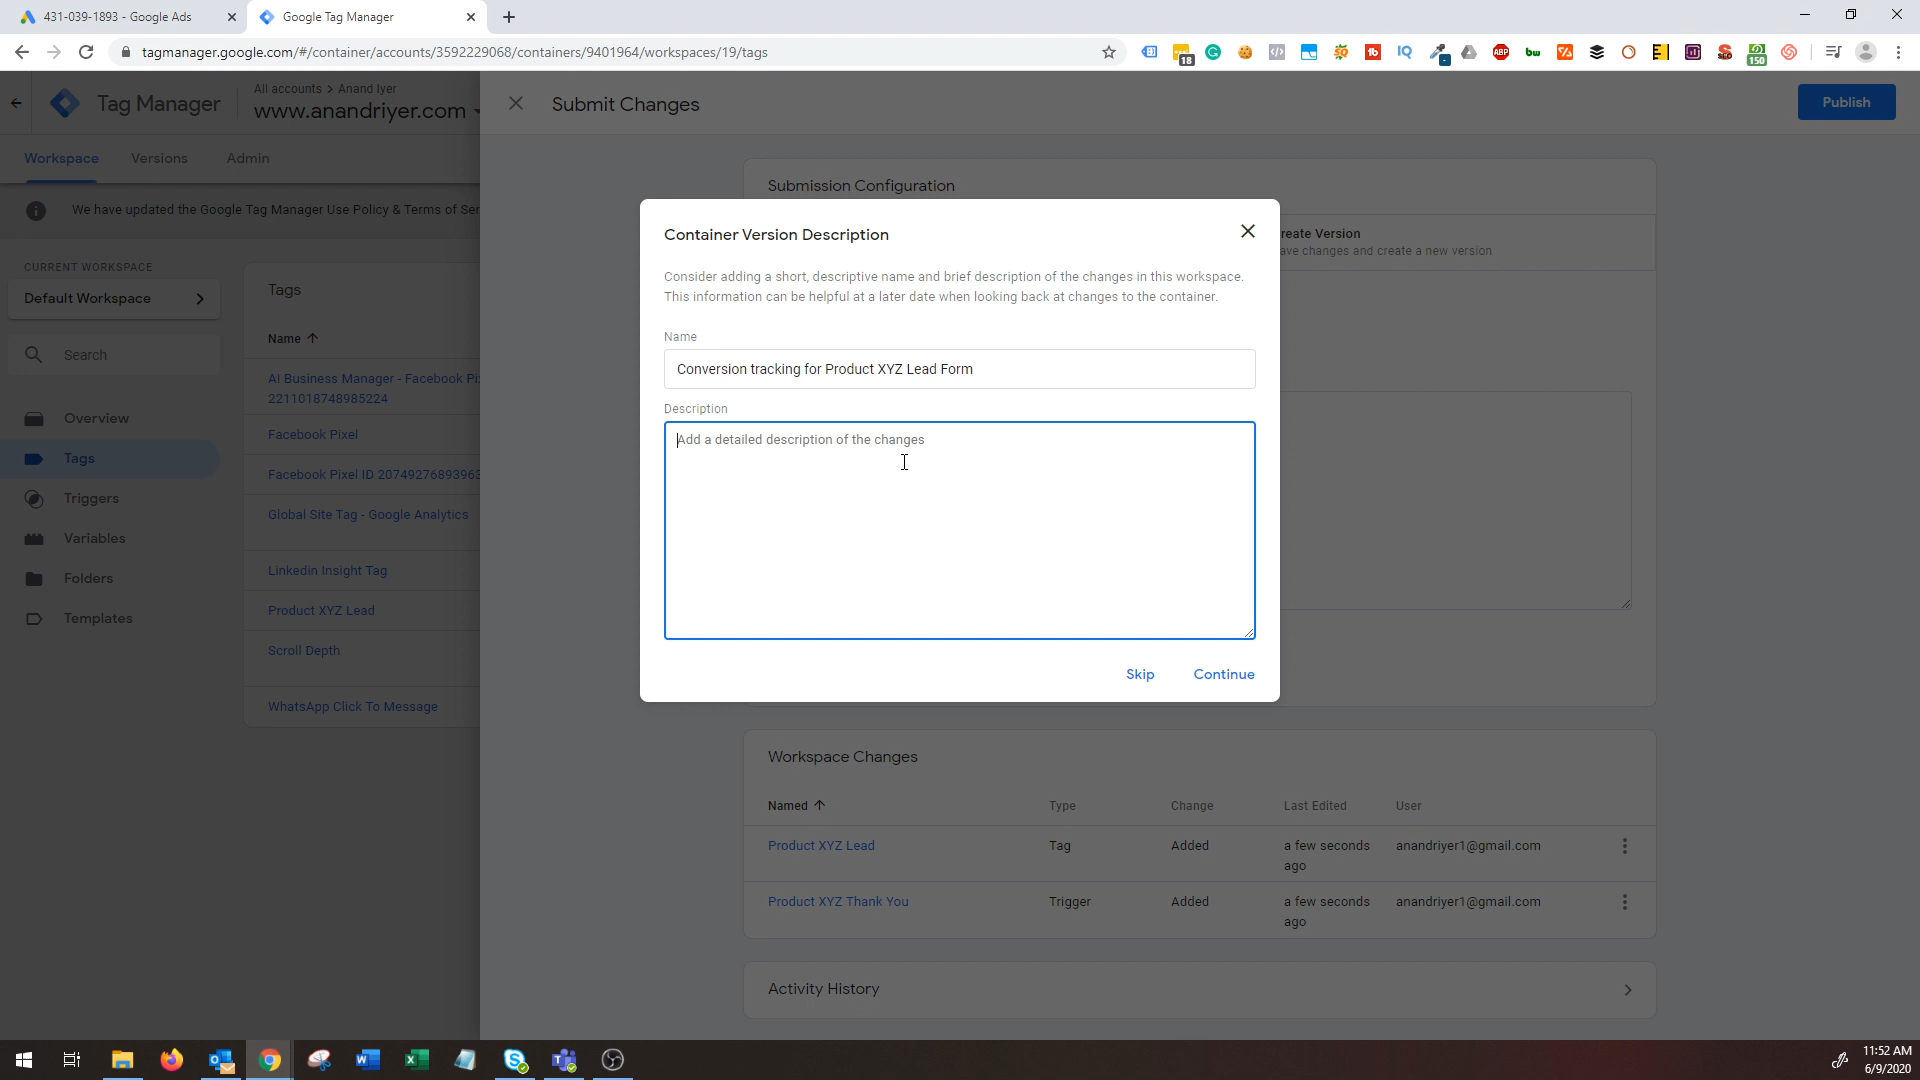 431-039-1893 - Google Ads
Google Tag Manager
tagmanager.google.com/#/container/accounts/3592229068/containers/9401964/workspaces/19/tags
18
ABP
bw
SEO
150
Tag Manager
All accounts > Anand Iyer
www.anandriyer.com
Submit Changes
Publish
Workspace
Versions
Admin
Submission Configuration
We have updated the Google Tag Manager Use Policy & Terms of Ser
reate Version
ave changes and create a new version
Container Version Description
Consider adding a short, descriptive name and brief description of the changes in this workspace.
This information can be helpful at a later date when looking back at changes to the container.
Name
Conversion tracking for Product XYZ Lead Form
Description
Add a detailed description of the changes
Skip
Continue
CURRENT WORKSPACE
Default Workspace
Search
Overview
Tags
Triggers
Variables
Folders
Templates
Tags
Name
AI Business Manager - Facebook Pi
2211018748985224
Facebook Pixel
Facebook Pixel ID 20749276893963
Global Site Tag - Google Analytics
Linkedin Insight Tag
Product XYZ Lead
Scroll Depth
WhatsApp Click To Message
Workspace Changes
Named
Type
Change
Last Edited
User
Product XYZ Lead
Tag
Added
a few seconds
ago
anandriyer1@gmail.com
Product XYZ Thank You
Trigger
Added
a few seconds
ago
anandriyer1@gmail.com
Activity History
11:52 AM
6/9/2020